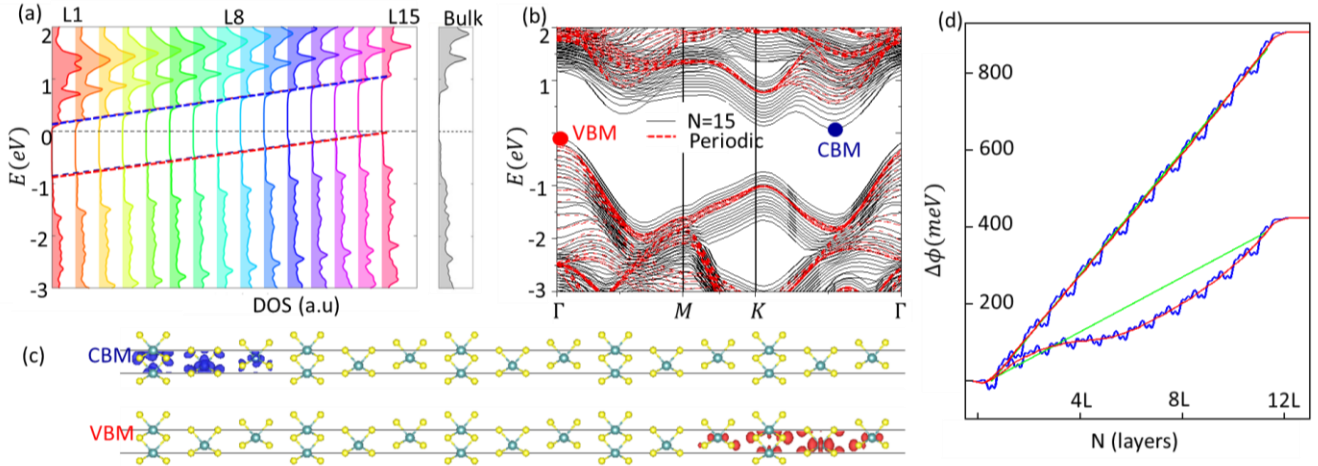 (a)
L1
L8
L15
Bulk
2
1
0
-1
-2
-3
E(eV)
DOS (a.u)
(b)
2
1
0
-1
-2
-3
E(eV)
VBM
N=15
Periodic
CBM
Γ
M
K
Γ
(c)
CBM
VBM
(d)
800
600
400
200
Δϕ(meV)
4L
8L
12L
N (layers)